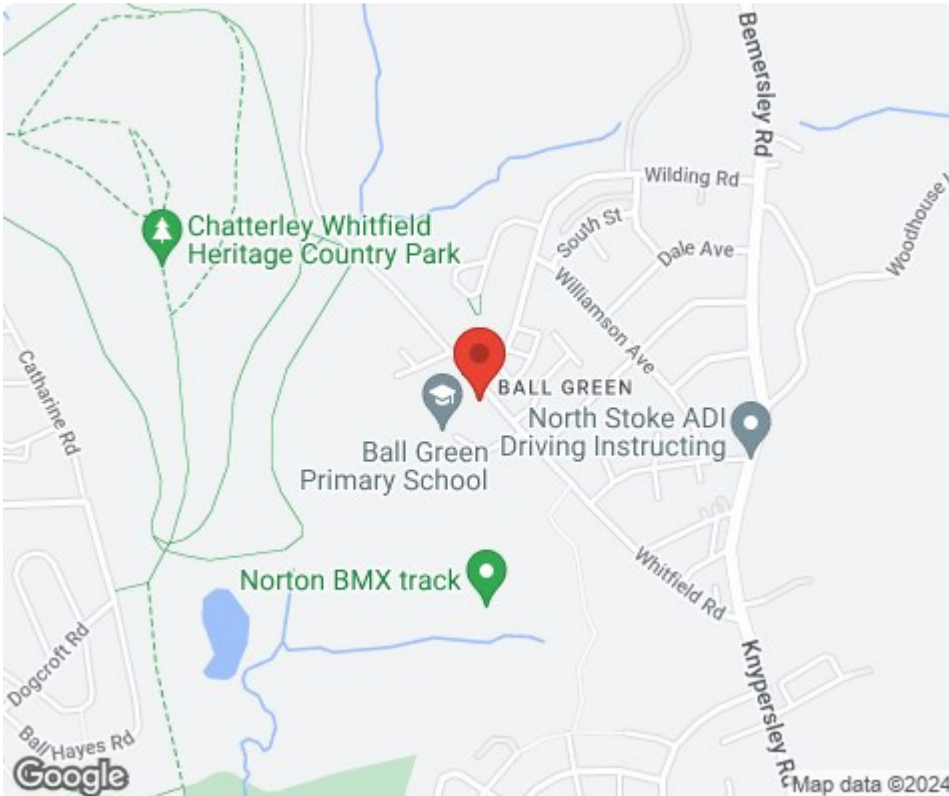 Bemersley Rd
Wilding Rd
South St
Woodhouse L
Chatterley Whitfield
Heritage Country Park
Dale Ave
Williamson Ave
Catharine Rd
BALL GREEN
North Stoke ADI
Driving Instructing
Ball Green
Primary School
Whitfield Rd
Norton BMX track
Dogcroft Rd
Knypersley Rd
Ball Hayes Rd
Google
Map data ©2024